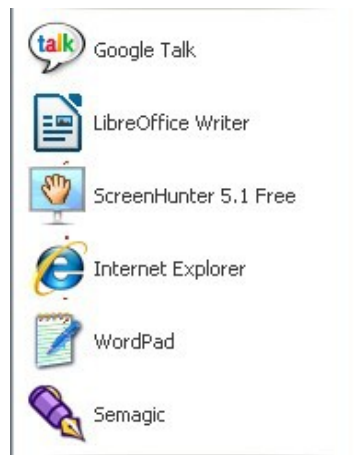 talk
Google Talk
LibreOffice Writer
ScreenHunter 5.1 Free
Internet Explorer
WordPad
Semagic